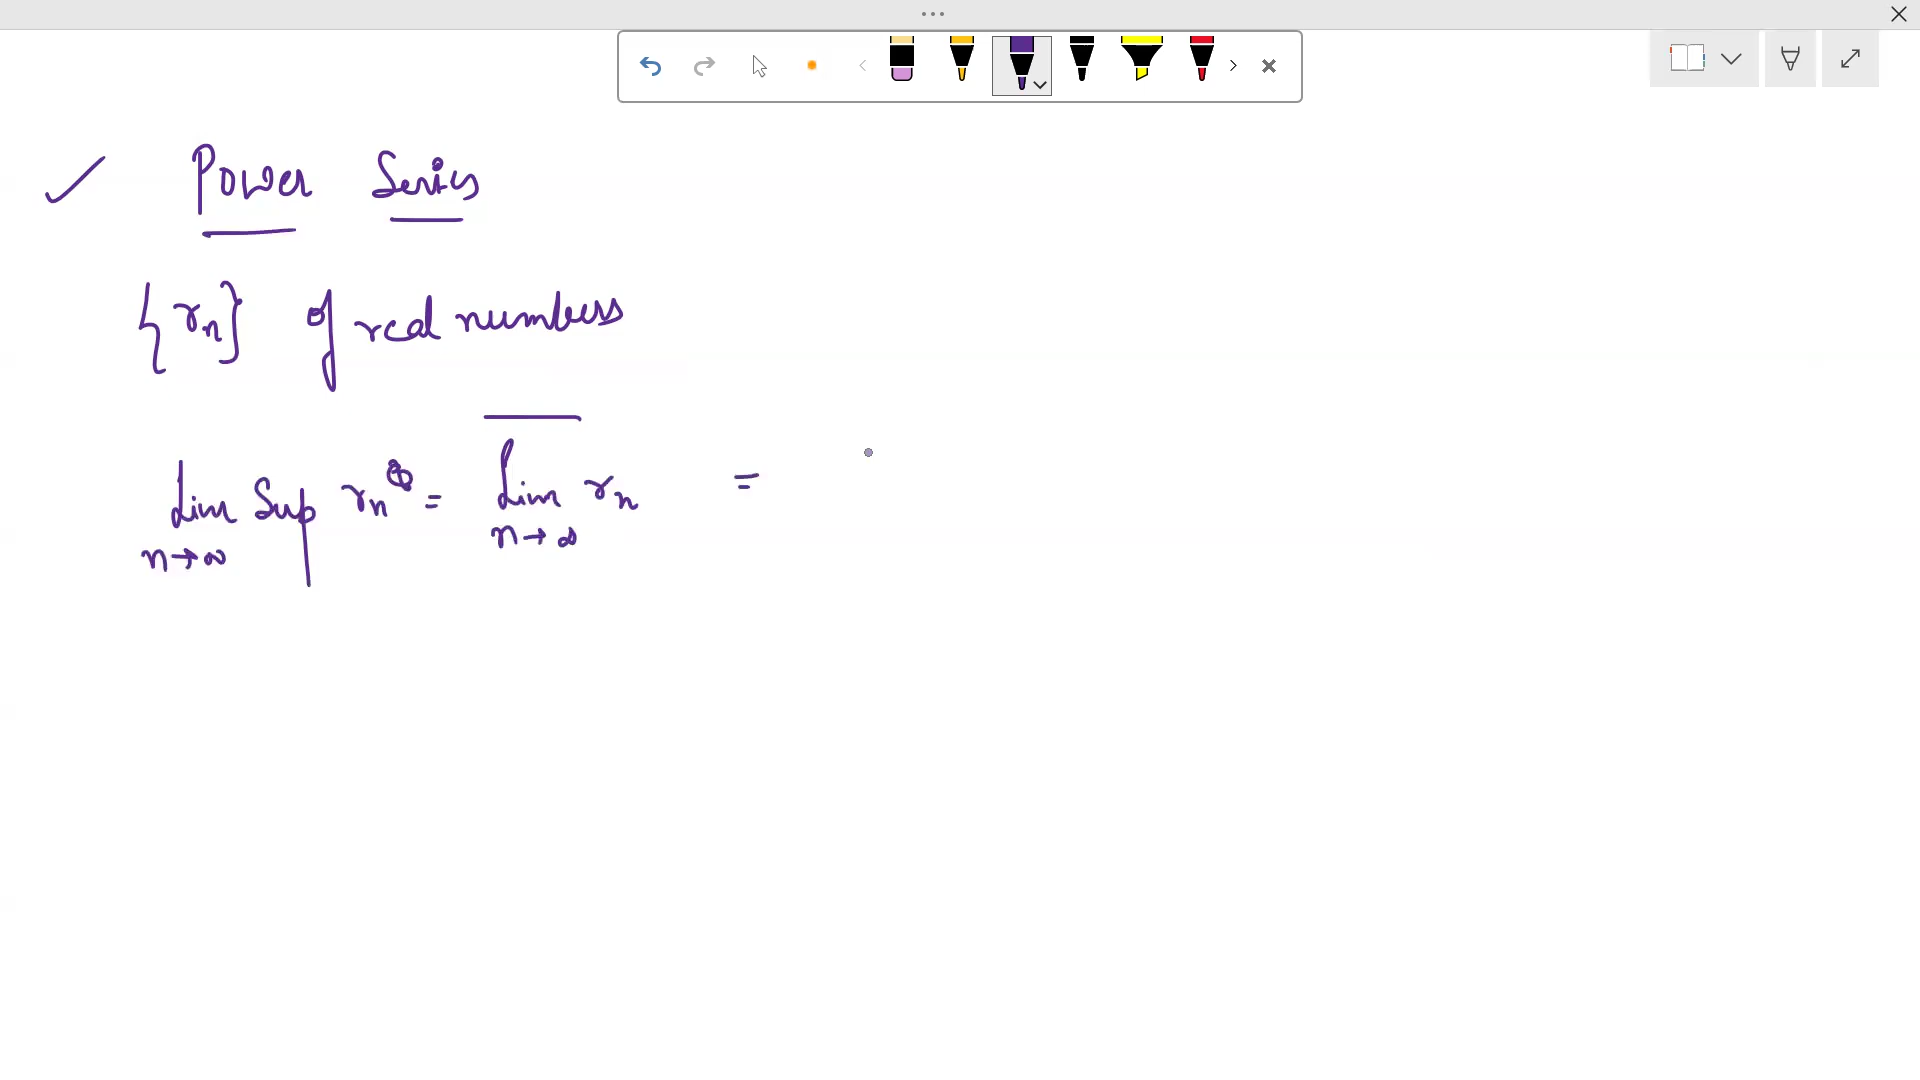 ✓ Power Series
{rn} of real numbers
Lim Sup rn = Lim rn =
n→∞ n→∞